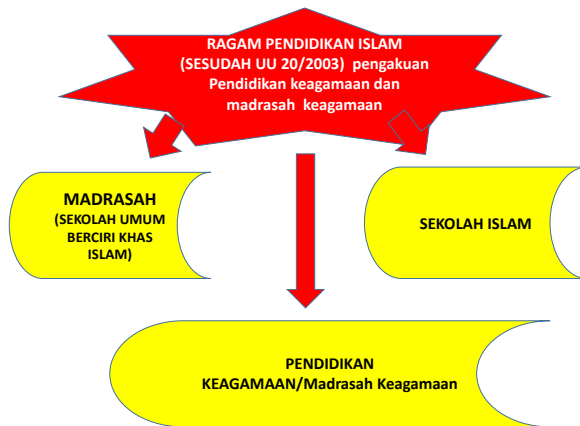 RAGAM PENDIDIKAN ISLAM
(SESUDAH UU 20/2003) pengakuan
Pendidikan keagamaan dan
madrasah keagamaan
MADRASAH
(SEKOLAH UMUM
BERCIRI KHAS
ISLAM)
SEKOLAH ISLAM
PENDIDIKAN
KEAGAMAAN/Madrasah Keagamaan